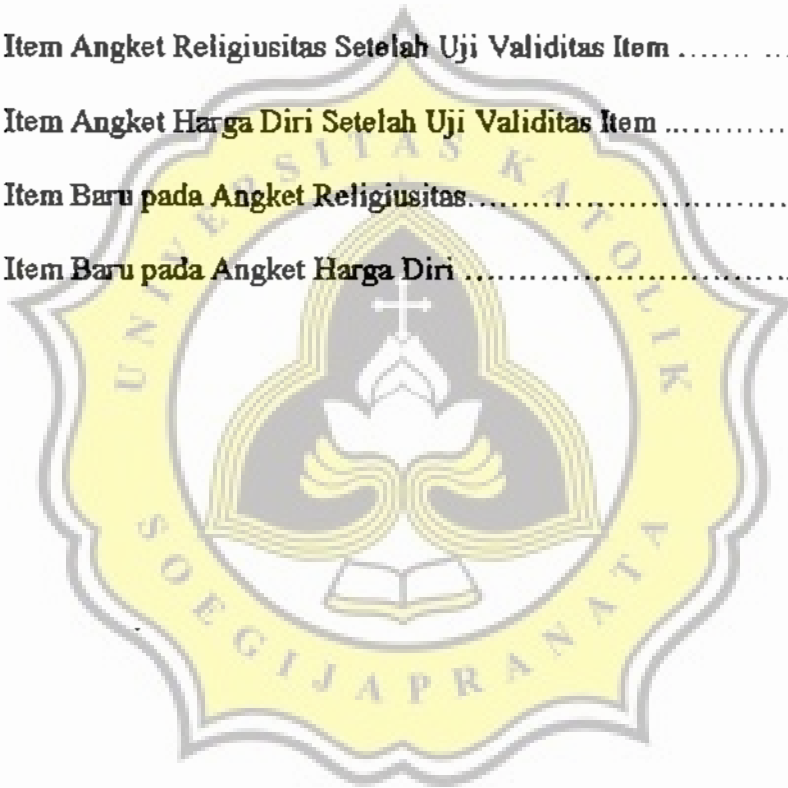 Item Angket Religiusitas Setelah Uji Validitas Item ....... ...
Item Angket Harga Diri Setelah Uji Validitas Item ............
Item Baru pada Angket Religiusitas.............................
Item Baru pada Angket Harga Diri ..............................
UNIVERSITAS KATOLIK
SOEGIJAPRANATA